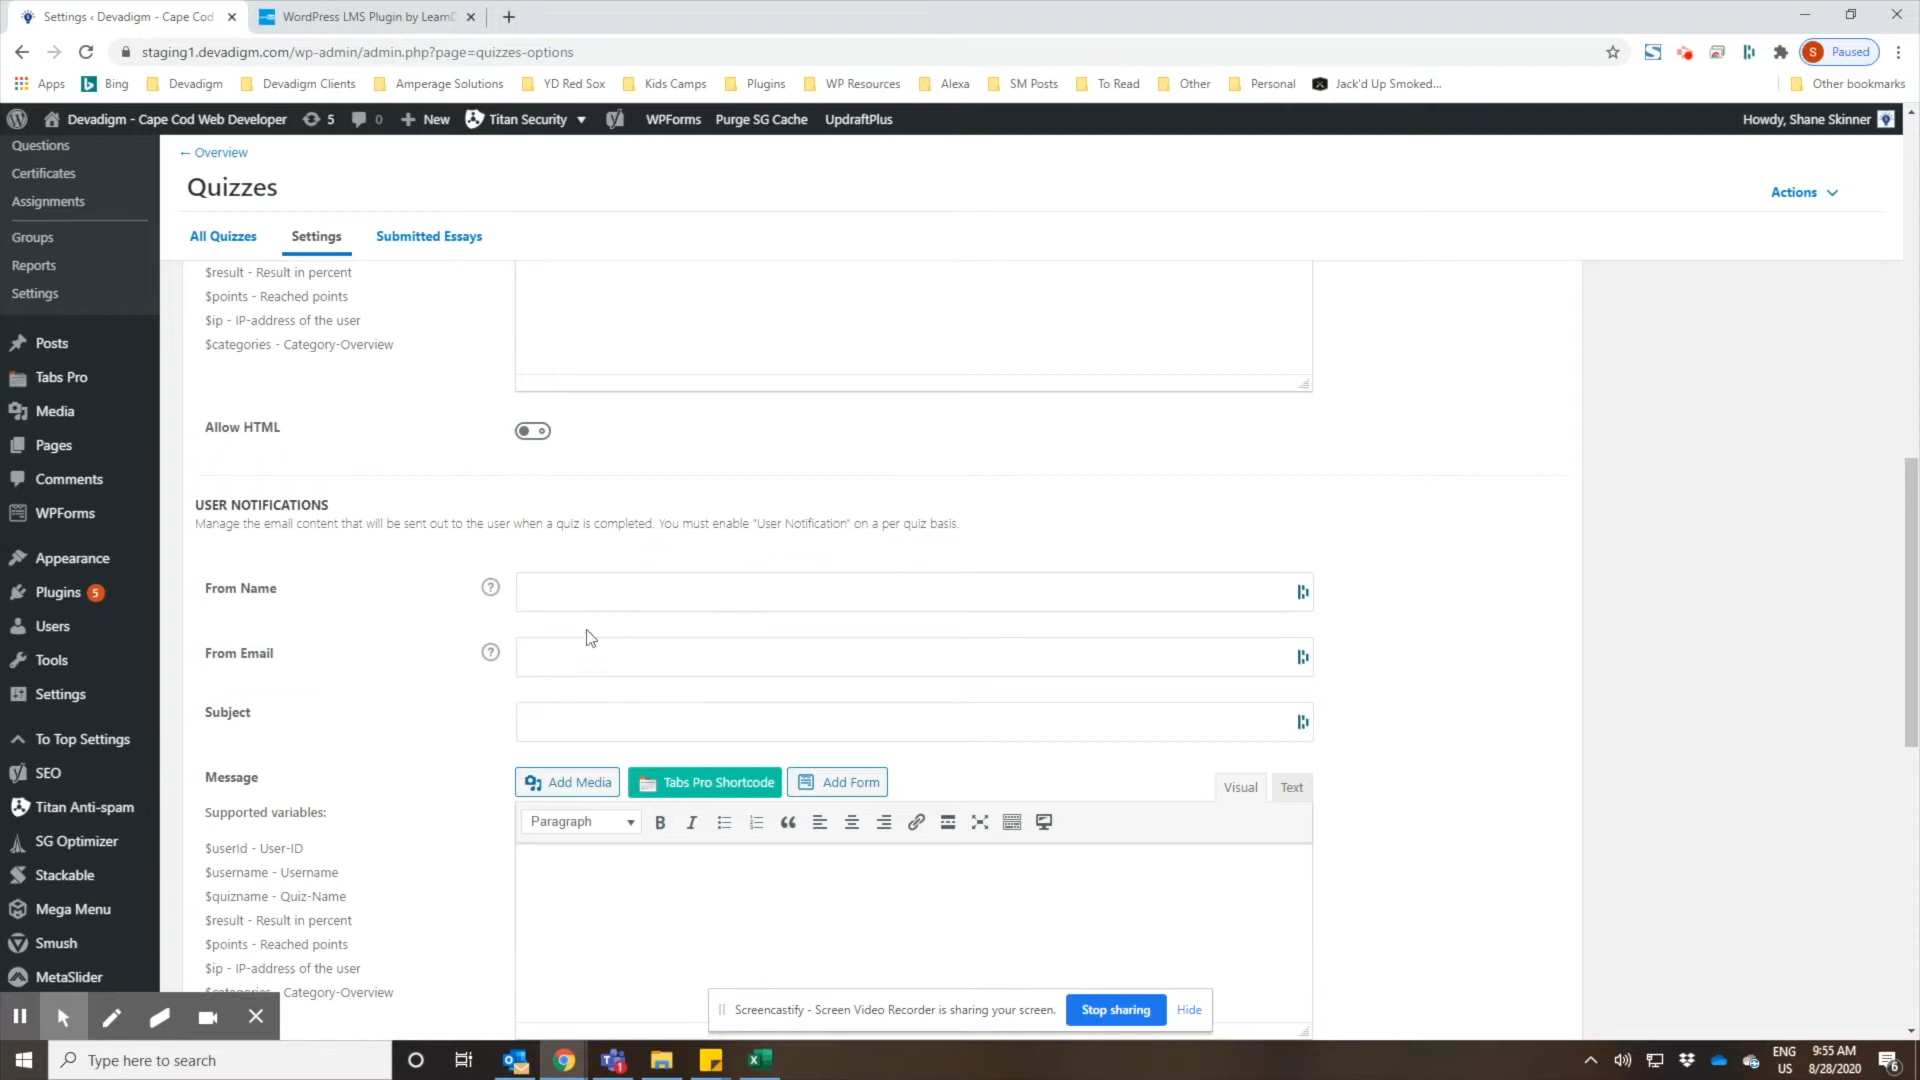 Settings ‹ Devadigm - Cape Cod
WordPress LMS Plugin by LearnD
staging1.devadigm.com/wp-admin/admin.php?page=quizzes-options
S Paused
Apps
Bing
Devadigm
Devadigm Clients
Amperage Solutions
YD Red Sox
Kids Camps
Plugins
WP Resources
Alexa
SM Posts
To Read
Other
Personal
Jack'd Up Smoked...
Other bookmarks
Devadigm - Cape Cod Web Developer
5
0
New
Titan Security
WPForms
Purge SG Cache
UpdraftPlus
Howdy, Shane Skinner
Questions
Certificates
Assignments
Groups
Reports
Settings
Posts
Tabs Pro
Media
Pages
Comments
WPForms
Appearance
Plugins 5
Users
Tools
Settings
To Top Settings
SEO
Titan Anti-spam
SG Optimizer
Stackable
Mega Menu
Smush
MetaSlider
← Overview
Quizzes
Actions
All Quizzes
Settings
Submitted Essays
$result - Result in percent
$points - Reached points
$ip - IP-address of the user
$categories - Category-Overview
Allow HTML
USER NOTIFICATIONS
Manage the email content that will be sent out to the user when a quiz is completed. You must enable "User Notification" on a per quiz basis.
From Name
From Email
Subject
Message
Add Media
Tabs Pro Shortcode
Add Form
Visual
Text
Supported variables:
Paragraph
$userId - User-ID
$username - Username
$quizname - Quiz-Name
$result - Result in percent
$points - Reached points
$ip - IP-address of the user
$categories - Category-Overview
Screencastify - Screen Video Recorder is sharing your screen.
Stop sharing
Hide
Type here to search
1
ENG
US
9:55 AM
8/28/2020
6